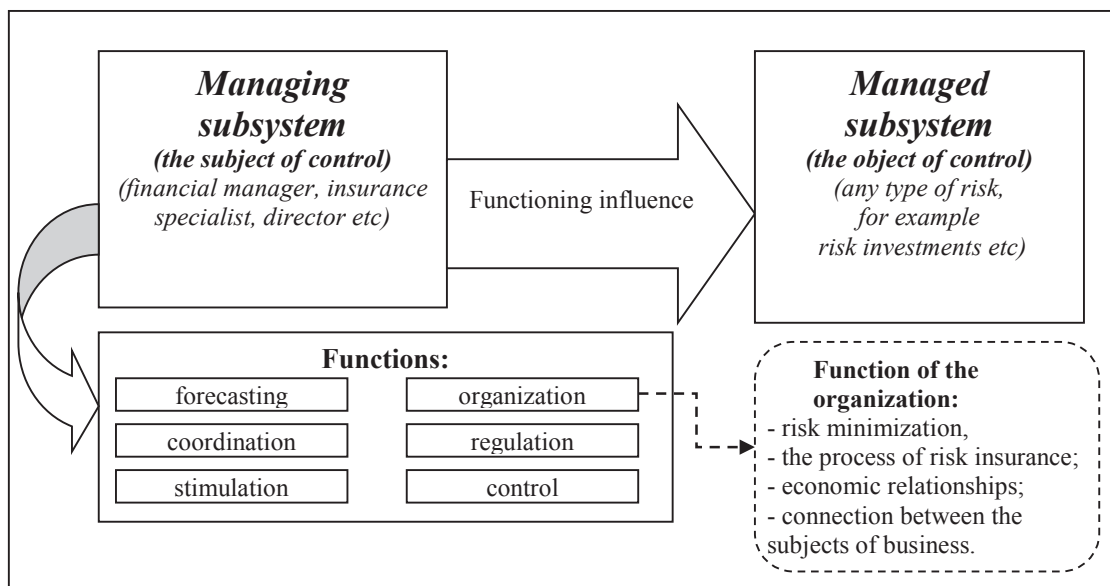 Managing
subsystem
(the subject of control)
(financial manager, insurance
specialist, director etc)
Functioning influence
Managed
subsystem
(the object of control)
(any type of risk,
for example
risk investments etc)
Functions:
forecasting
organization
coordination
regulation
stimulation
control
Function of the
organization:
- risk minimization,
- the process of risk insurance;
- economic relationships;
- connection between the
subjects of business.